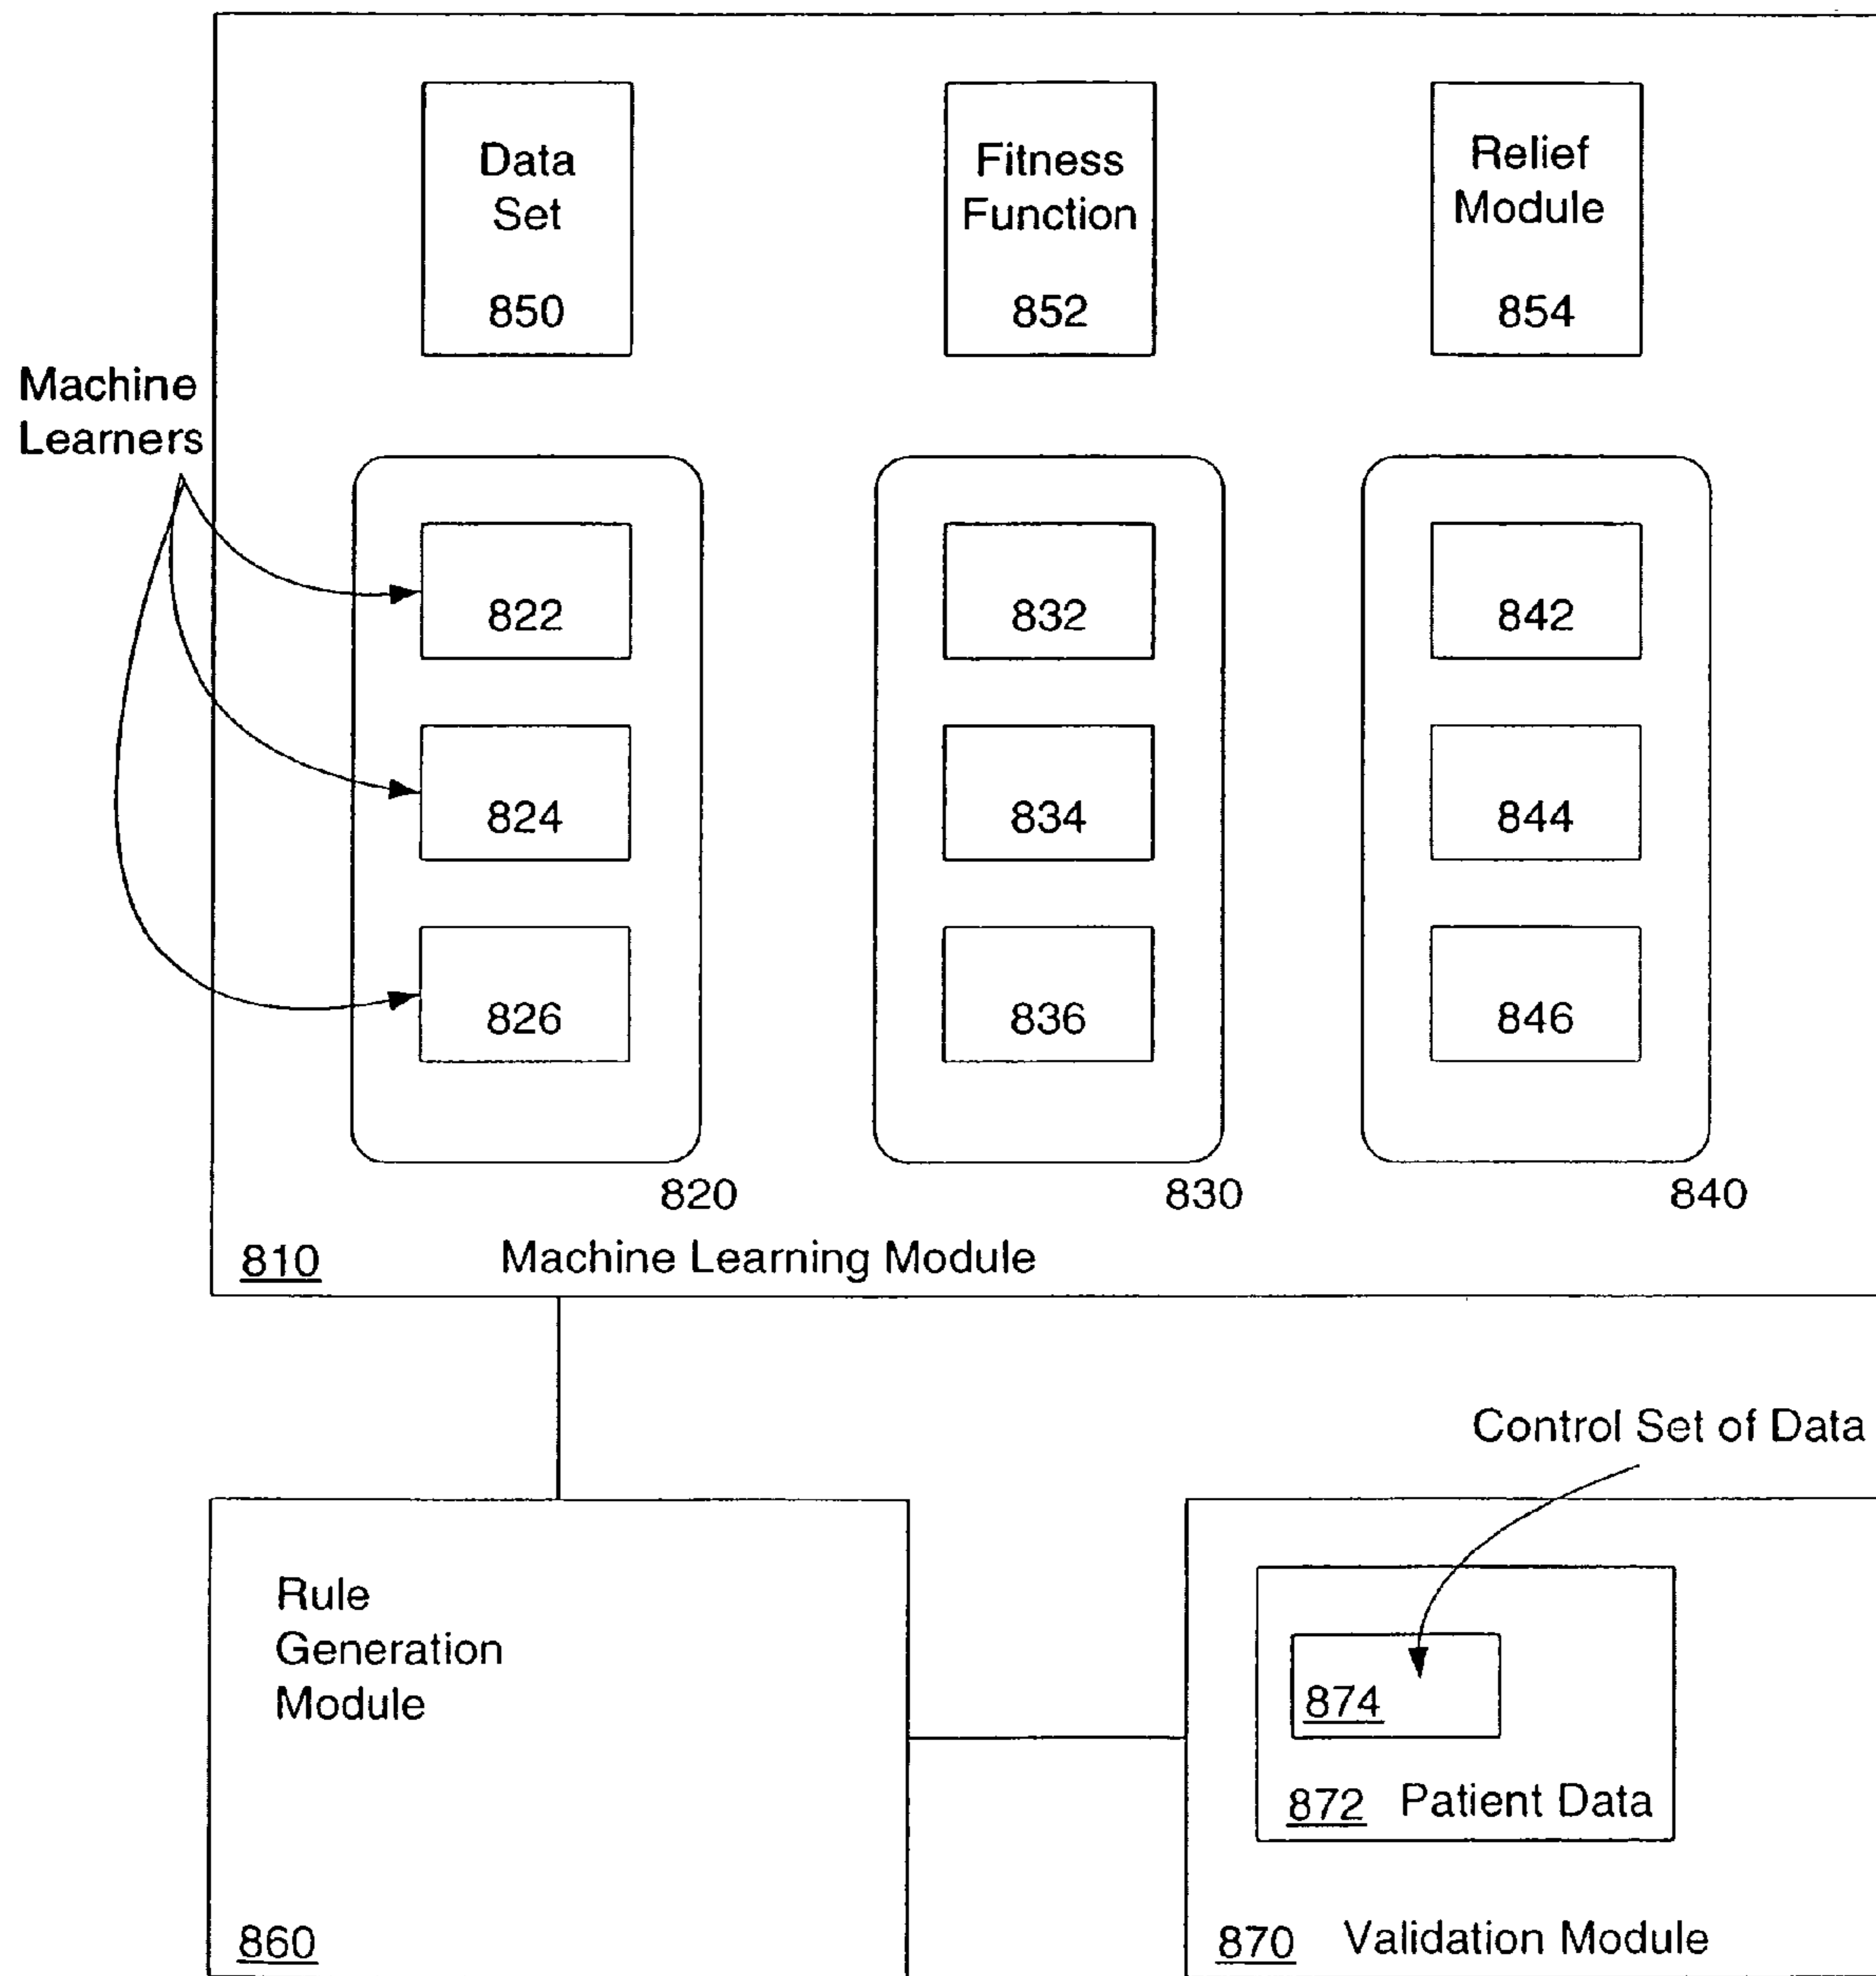 Data
Set
850
Fitness
Function
852
Relief
Module
854
Machine
Learners
822
832
842
824
834
844
826
836
846
820
830
840
810
Machine Learning Module
Control Set of Data
Rule
Generation
Module
874
872 Patient Data
860
870 Validation Module